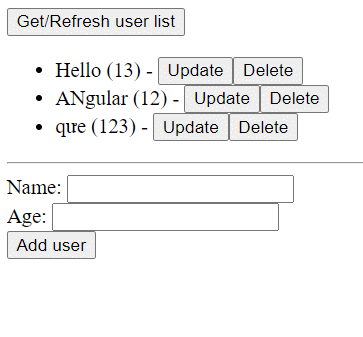 Get/Refresh user list
Hello (13) - Update Delete
ANgular (12) - Update Delete
qưe (123) - Update Delete
Name:
Age:
Add user